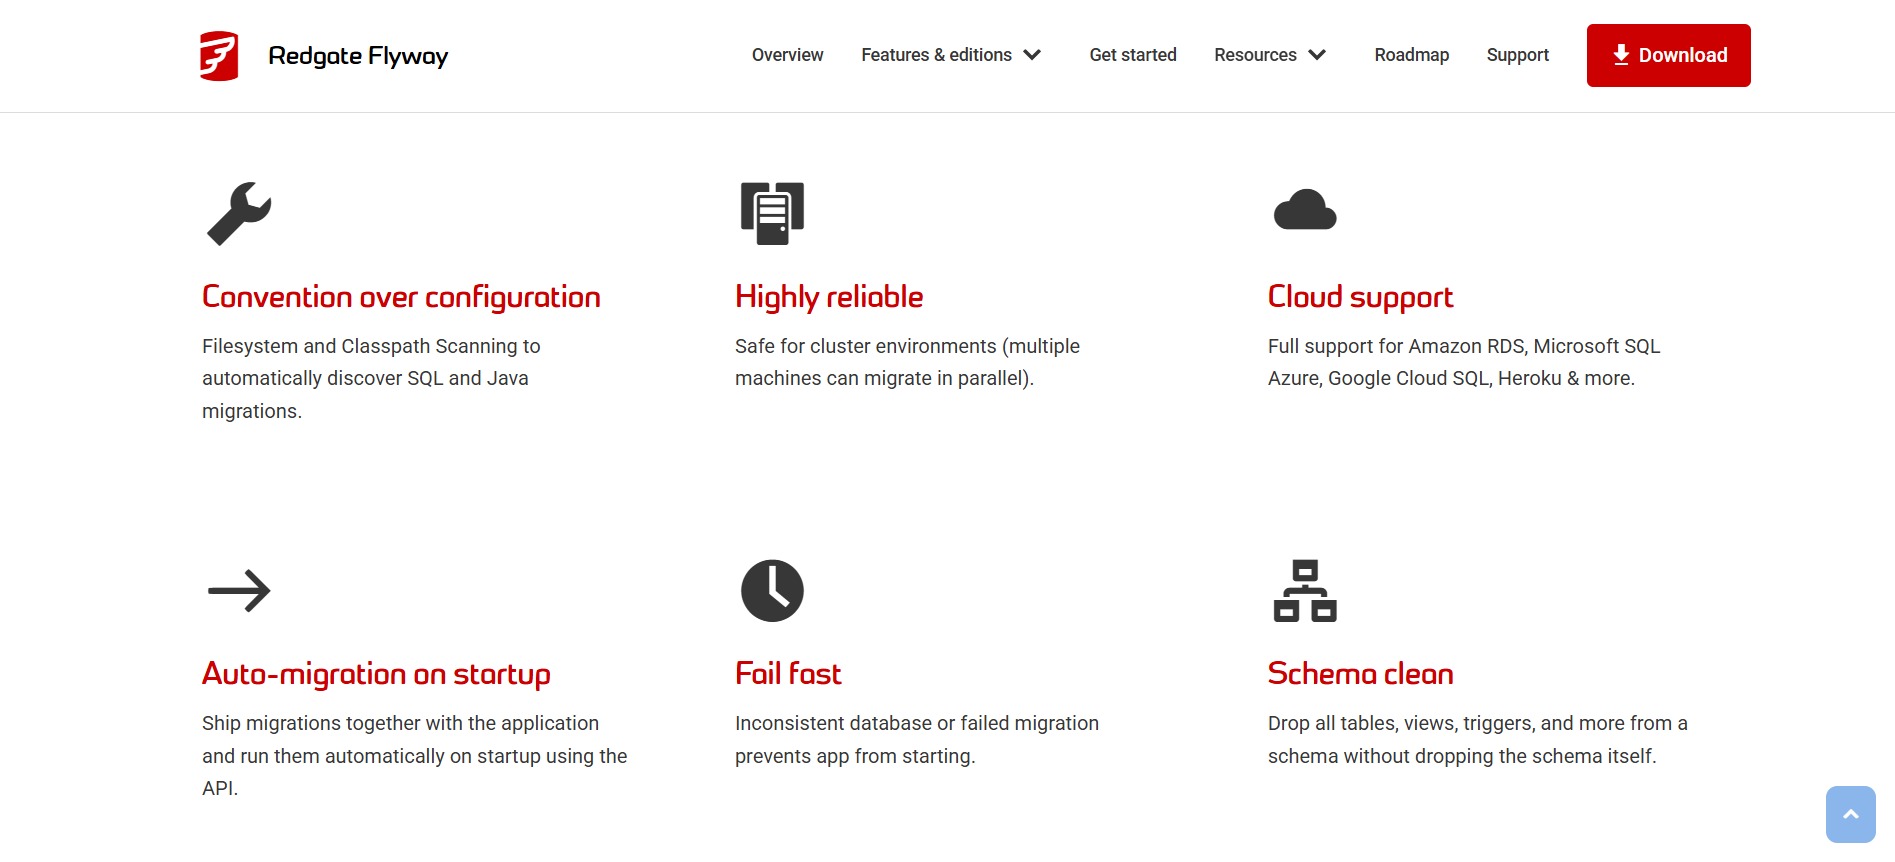 Redgate Flyway
Overview
Features & editions
Get started
Resources
Roadmap
Support
Download
Convention over configuration
Filesystem and Classpath Scanning to
automatically discover SQL and Java
migrations.
Highly reliable
Safe for cluster environments (multiple
machines can migrate in parallel).
Cloud support
Full support for Amazon RDS, Microsoft SQL
Azure, Google Cloud SQL, Heroku & more.
Auto-migration on startup
Ship migrations together with the application
and run them automatically on startup using the
API.
Fail fast
Inconsistent database or failed migration
prevents app from starting.
Schema clean
Drop all tables, views, triggers, and more from a
schema without dropping the schema itself.